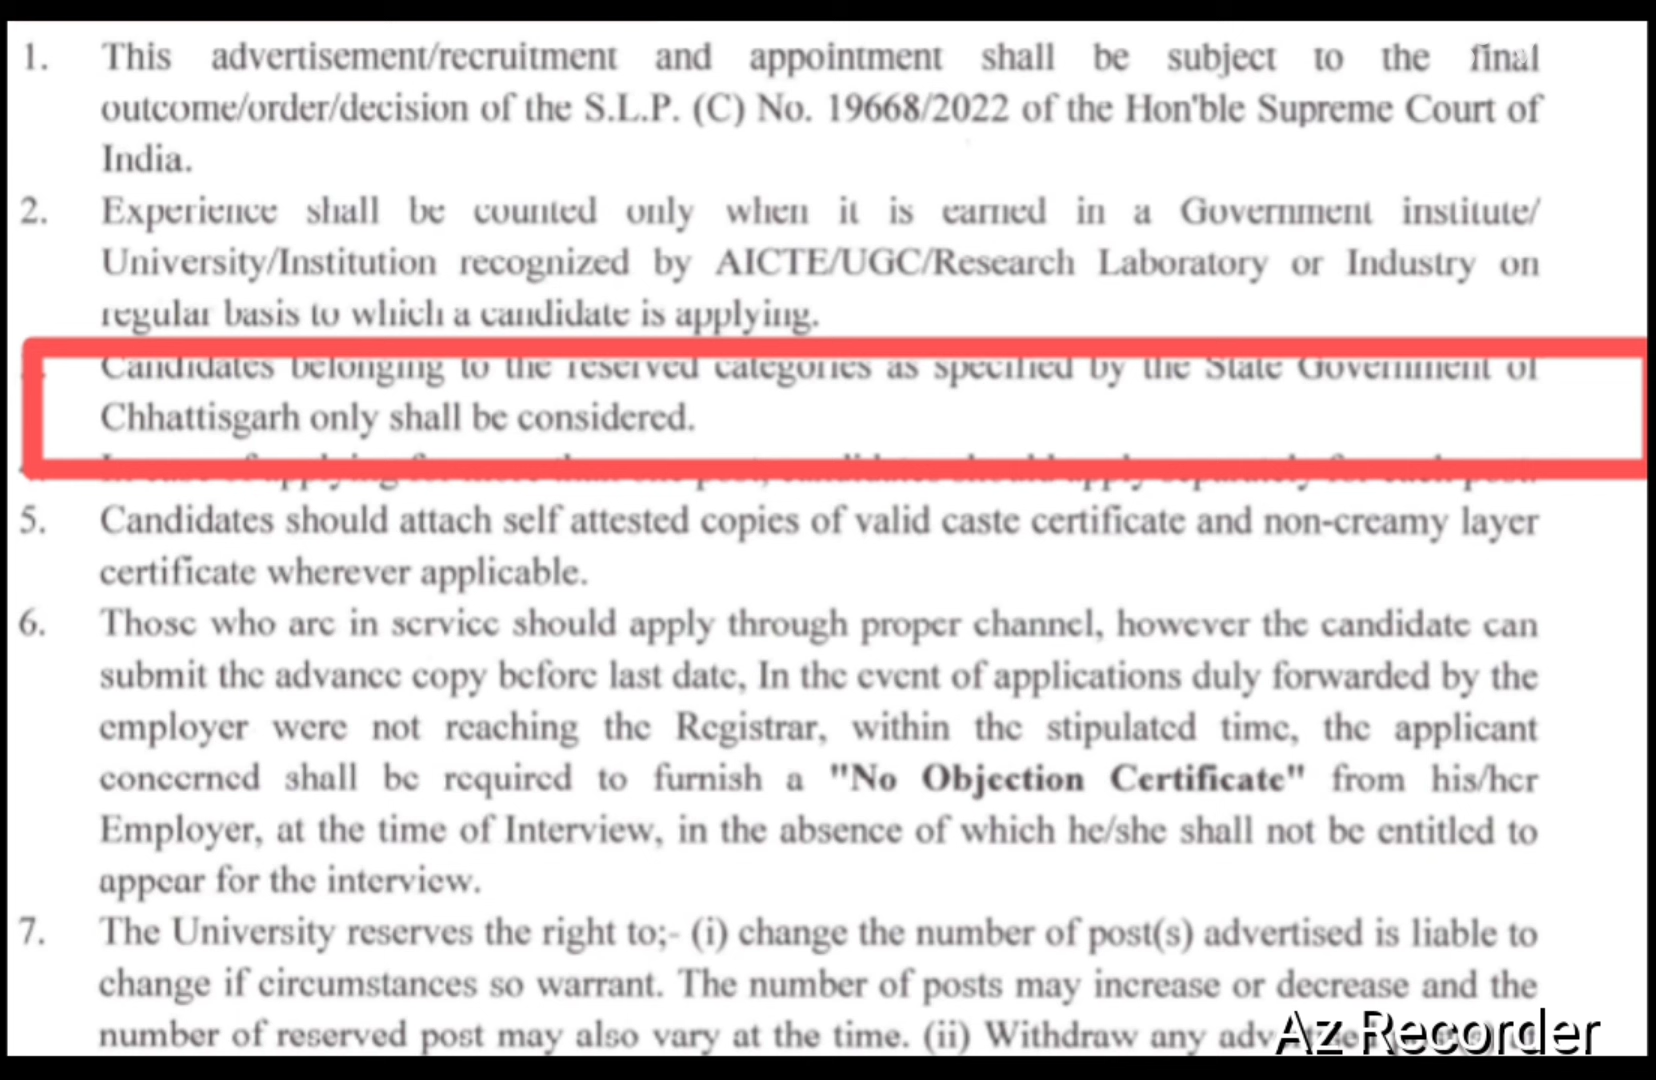 1. This advertisement/recruitment and appointment shall be subject to the final
outcome/order/decision of the S.L.P. (C) No. 19668/2022 of the Hon'ble Supreme Court of
India.
2. Experience shall be counted only when it is earned in a Government institute/
University/Institution recognized by AICTE/UGC/Research Laboratory or Industry on
regular basis to which a candidate is applying.
Candidates belonging to the reserved categories as specified by the State Government of
Chhattisgarh only shall be considered.
5. Candidates should attach self attested copies of valid caste certificate and non-creamy layer
certificate wherever applicable.
6. Those who are in service should apply through proper channel, however the candidate can
submit the advance copy before last date, In the event of applications duly forwarded by the
employer were not reaching the Registrar, within the stipulated time, the applicant
concerned shall be required to furnish a "No Objection Certificate" from his/her
Employer, at the time of Interview, in the absence of which he/she shall not be entitled to
appear for the interview.
7. The University reserves the right to;- (i) change the number of post(s) advertised is liable to
change if circumstances so warrant. The number of posts may increase or decrease and the
number of reserved post may also vary at the time. (ii) Withdraw any
Az Recorder